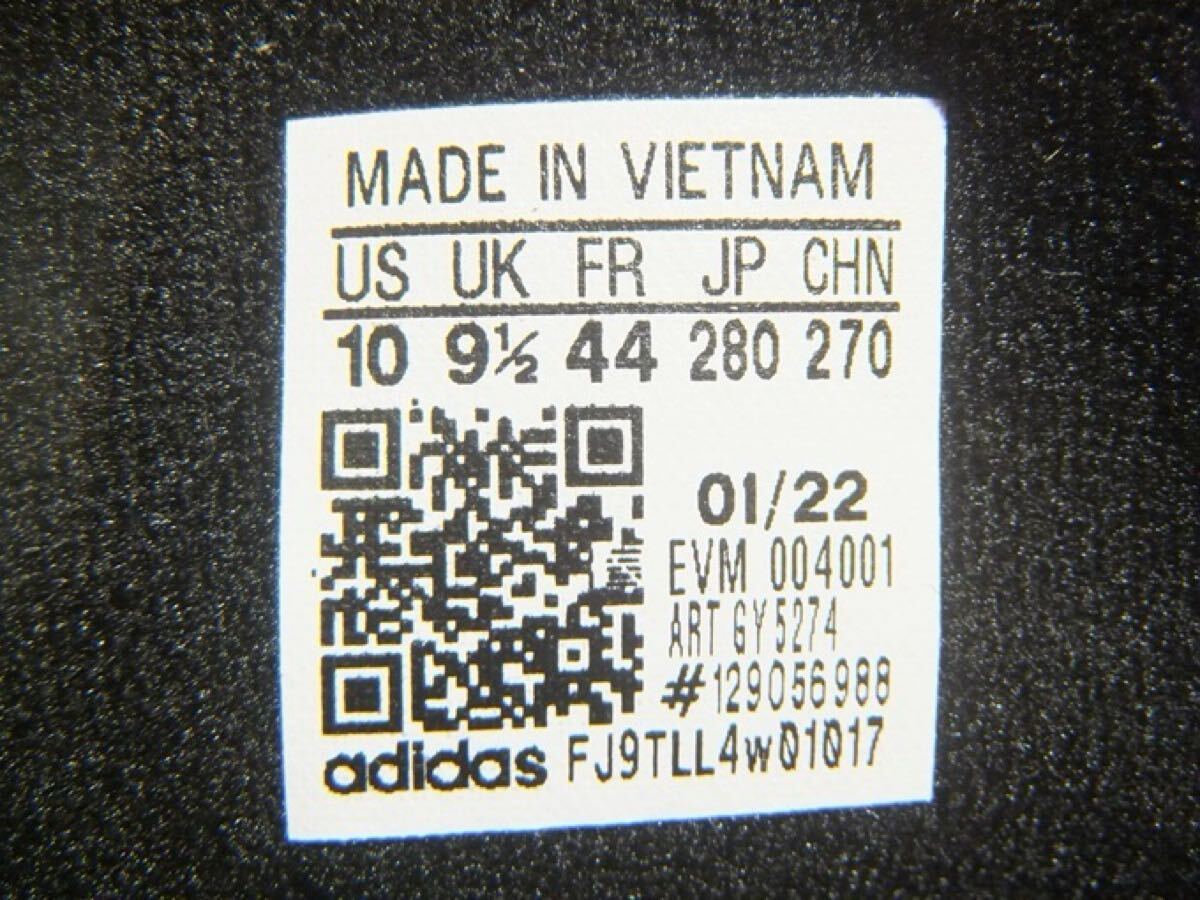 MADE IN VIETNAM
US UK FR JP CHN
10 9½ 44 280 270
01/22
EVM 004001
ART GY5274
#129056988
adidas FJ9TLL4w01017